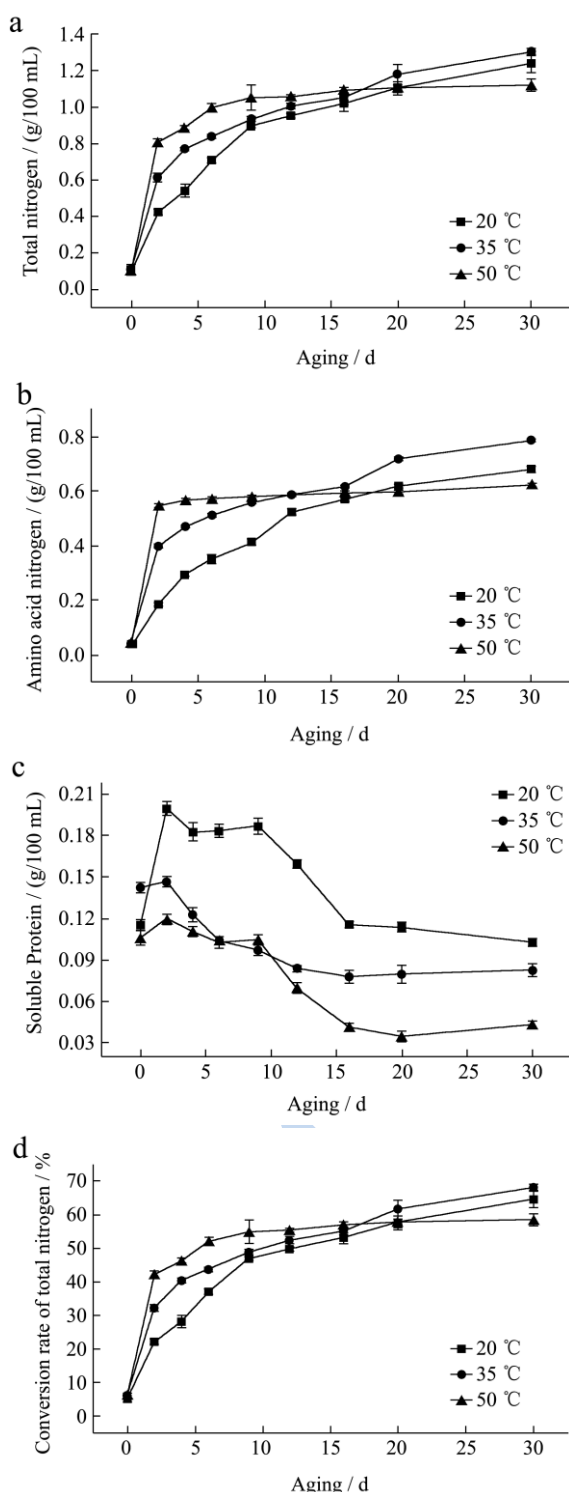 a
Total nitrogen / (g/100 mL)
1.4
1.2
1.0
0.8
0.6
0.4
0.2
0.0
20 ℃
35 ℃
50 ℃
0 5 10 15 20 25 30
Aging / d
b
Amino acid nitrogen / (g/100 mL)
0.8
0.6
0.4
0.2
0.0
20 ℃
35 ℃
50 ℃
0 5 10 15 20 25 30
Aging / d
c
Soluble Protein / (g/100 mL)
0.21
0.18
0.15
0.12
0.09
0.06
0.03
20 ℃
35 ℃
50 ℃
0 5 10 15 20 25 30
Aging / d
d
Conversion rate of total nitrogen / %
70
60
50
40
30
20
10
0
20 ℃
35 ℃
50 ℃
0 5 10 15 20 25 30
Aging / d